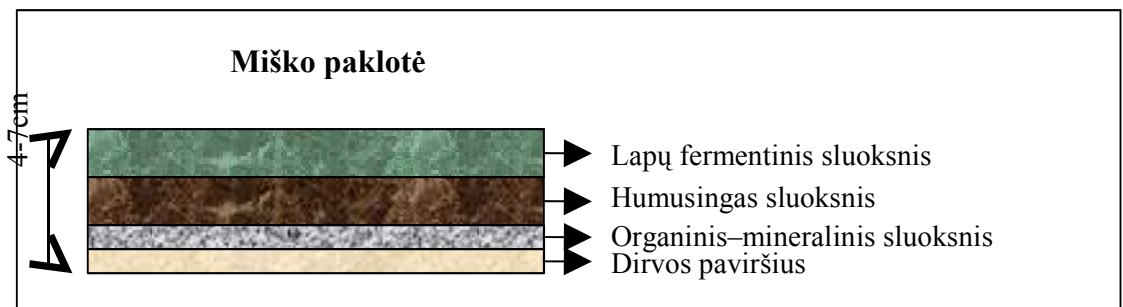 Miško paklotė
4-7cm
Lapų fermentinis sluoksnis
Humusingas sluoksnis
Organinis–mineralinis sluoksnis
Dirvos paviršius